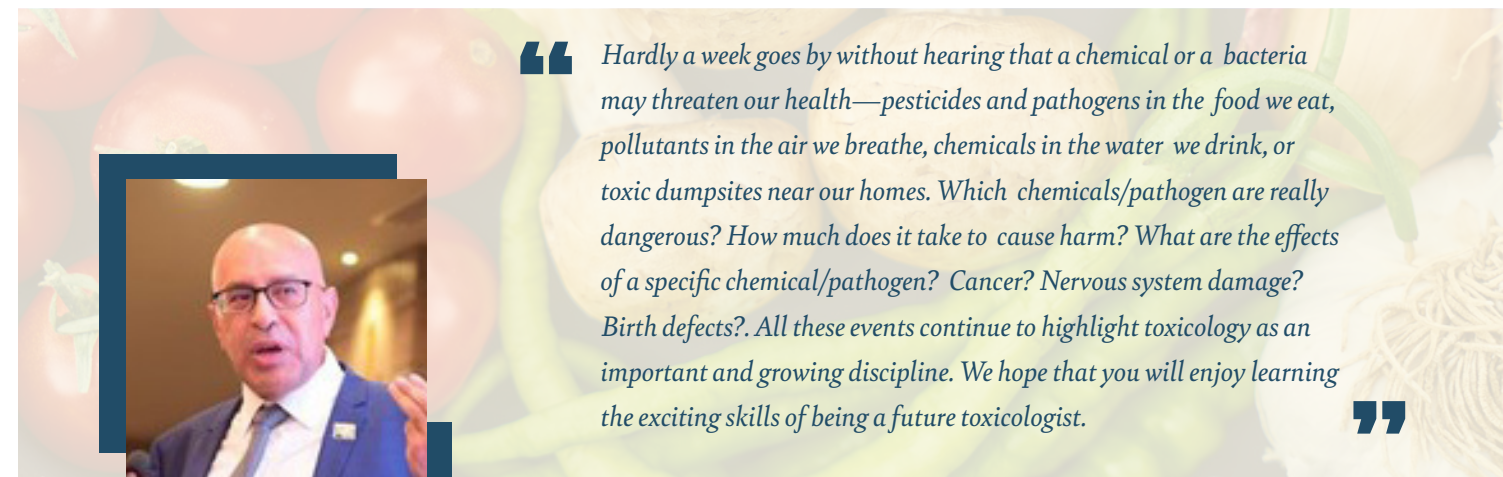 “
Hardly a week goes by without hearing that a chemical or a bacteria
may threaten our health—pesticides and pathogens in the food we eat,
pollutants in the air we breathe, chemicals in the water we drink, or
toxic dumpsites near our homes. Which chemicals/pathogen are really
dangerous? How much does it take to cause harm? What are the effects
of a specific chemical/pathogen? Cancer? Nervous system damage?
Birth defects?. All these events continue to highlight toxicology as an
important and growing discipline. We hope that you will enjoy learning
the exciting skills of being a future toxicologist.
”